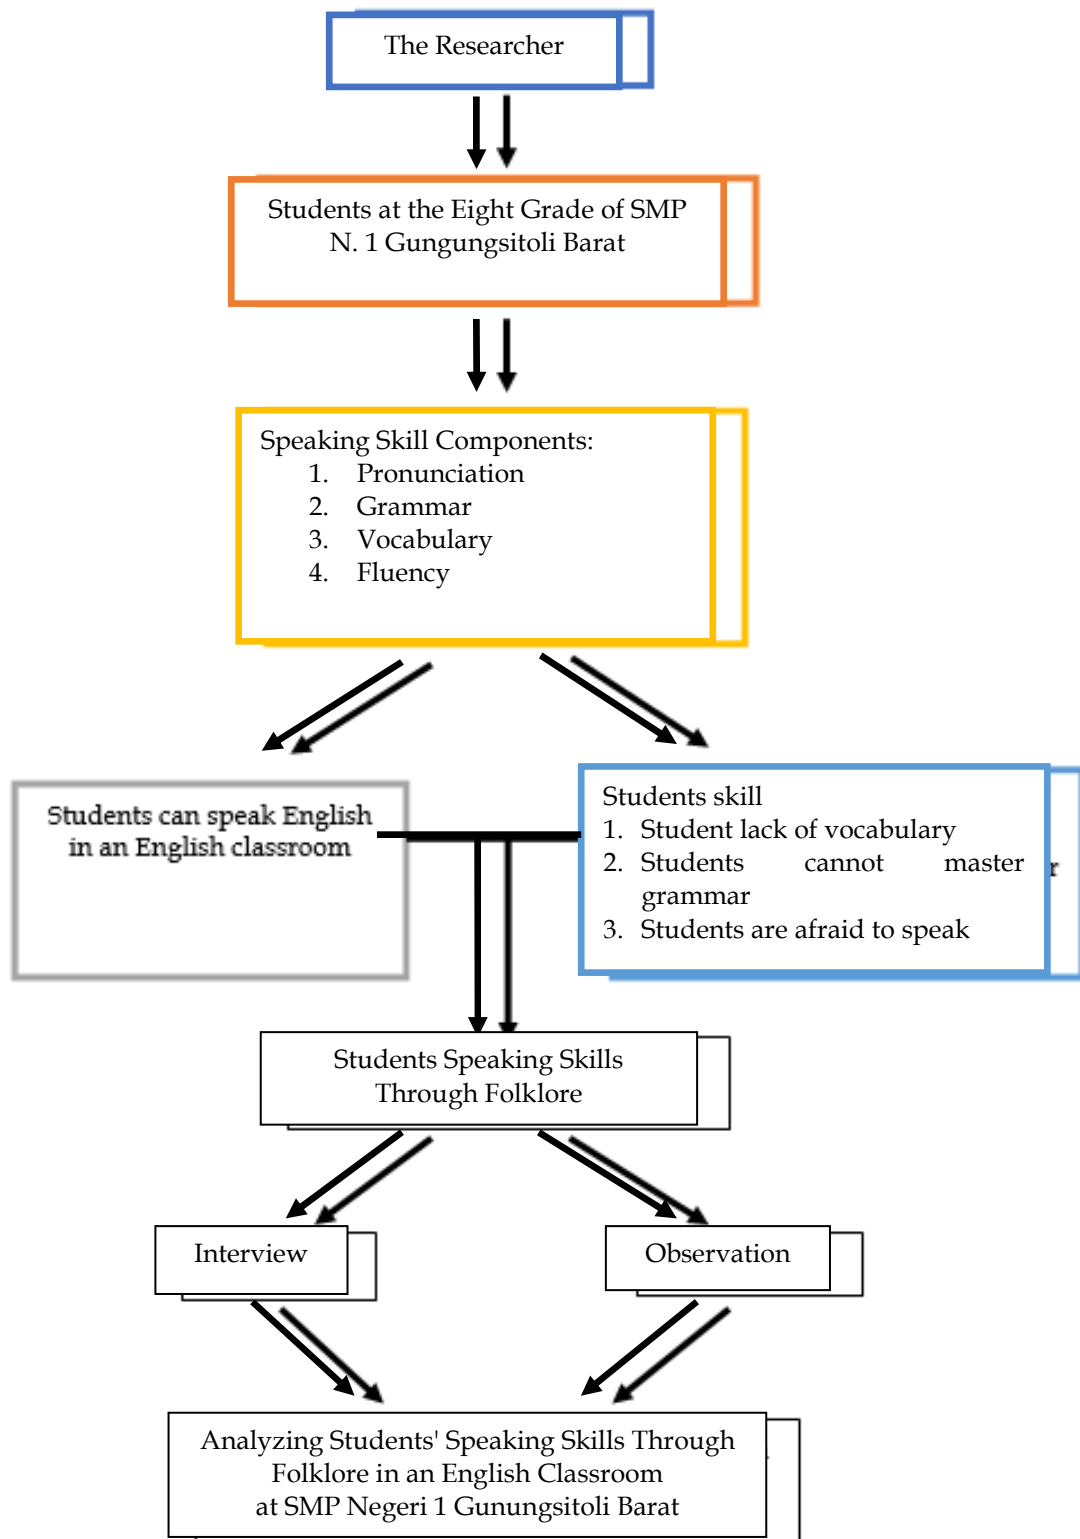 The Researcher
Students at the Eight Grade of SMP
N. 1 Gungungsitoli Barat
Speaking Skill Components:
1. Pronunciation
2. Grammar
3. Vocabulary
4. Fluency
Students can speak English
in an English classroom
Students skill
1. Student lack of vocabulary
2. Students cannot master
grammar
3. Students are afraid to speak
Students Speaking Skills
Through Folklore
Interview
Observation
Analyzing Students' Speaking Skills Through
Folklore in an English Classroom
at SMP Negeri 1 Gunungsitoli Barat